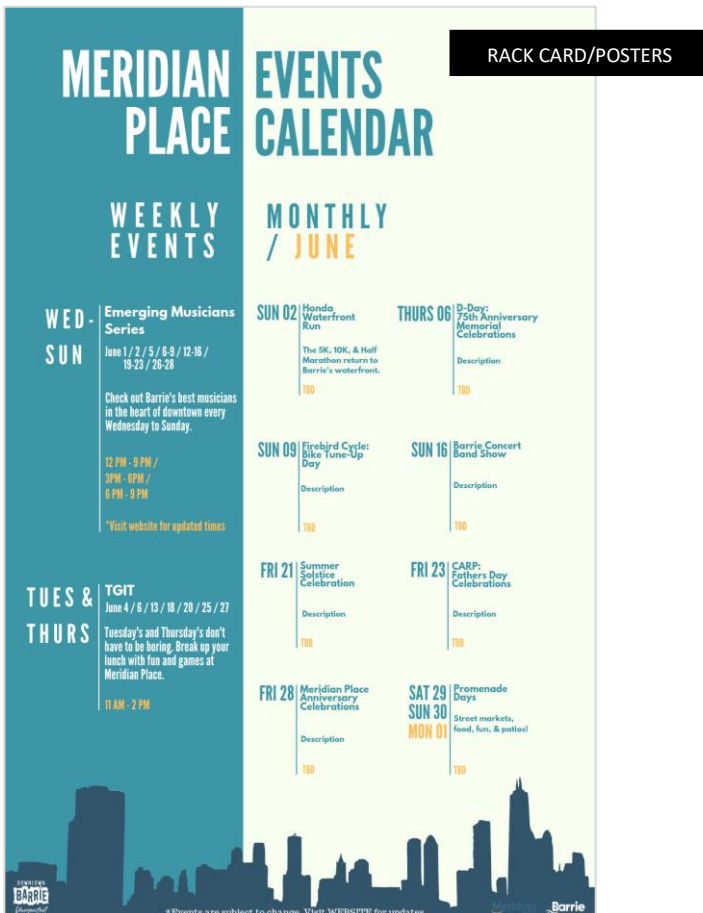 RACK CARD/POSTERS
MERIDIAN
PLACE
EVENTS
CALENDAR
WEEKLY
EVENTS
WED-
SUN
Emerging Musicians
Series
June 1 / 2 / 5 / 6-9 / 12-16 /
19-23 / 26-28
Check out Barrie's best musicians
in the heart of downtown every
Wednesday to Sunday.
12 PM - 9 PM /
3PM - 6PM /
6 PM - 9 PM
*Visit website for updated times
TUES &
THURS
TGIT
June 4 / 6 / 13 / 18 / 20 / 25 / 27
Tuesday's and Thursday's don't
have to be boring. Break up your
lunch with fun and games at
Meridian Place.
11 AM - 2 PM
MONTHLY
/ JUNE
SUN 02
Honda
Waterfront
Run
The 5K, 10K, & Half
Marathon return to
Barrie's waterfront.
TBD
THURS 06
D-Day:
75th Anniversary
Memorial
Celebrations
Description
TBD
SUN 09
Firebird Cycle:
Bike Tune-Up
Day
Description
TBD
SUN 16
Barrie Concert
Band Show
Description
TBD
FRI 21
Summer
Solstice
Celebration
Description
TBD
FRI 23
CARP:
Fathers Day
Celebrations
Description
TBD
FRI 28
Meridian Place
Anniversary
Celebrations
Description
TBD
SAT 29
SUN 30
MON 01
Promenade
Days
Street markets,
food, fun, & patios!
TBD
DOWNTOWN
BARRIE
Unexpected
*Events are subject to change. Visit WEBSITE for updates
Meridian
Barrie